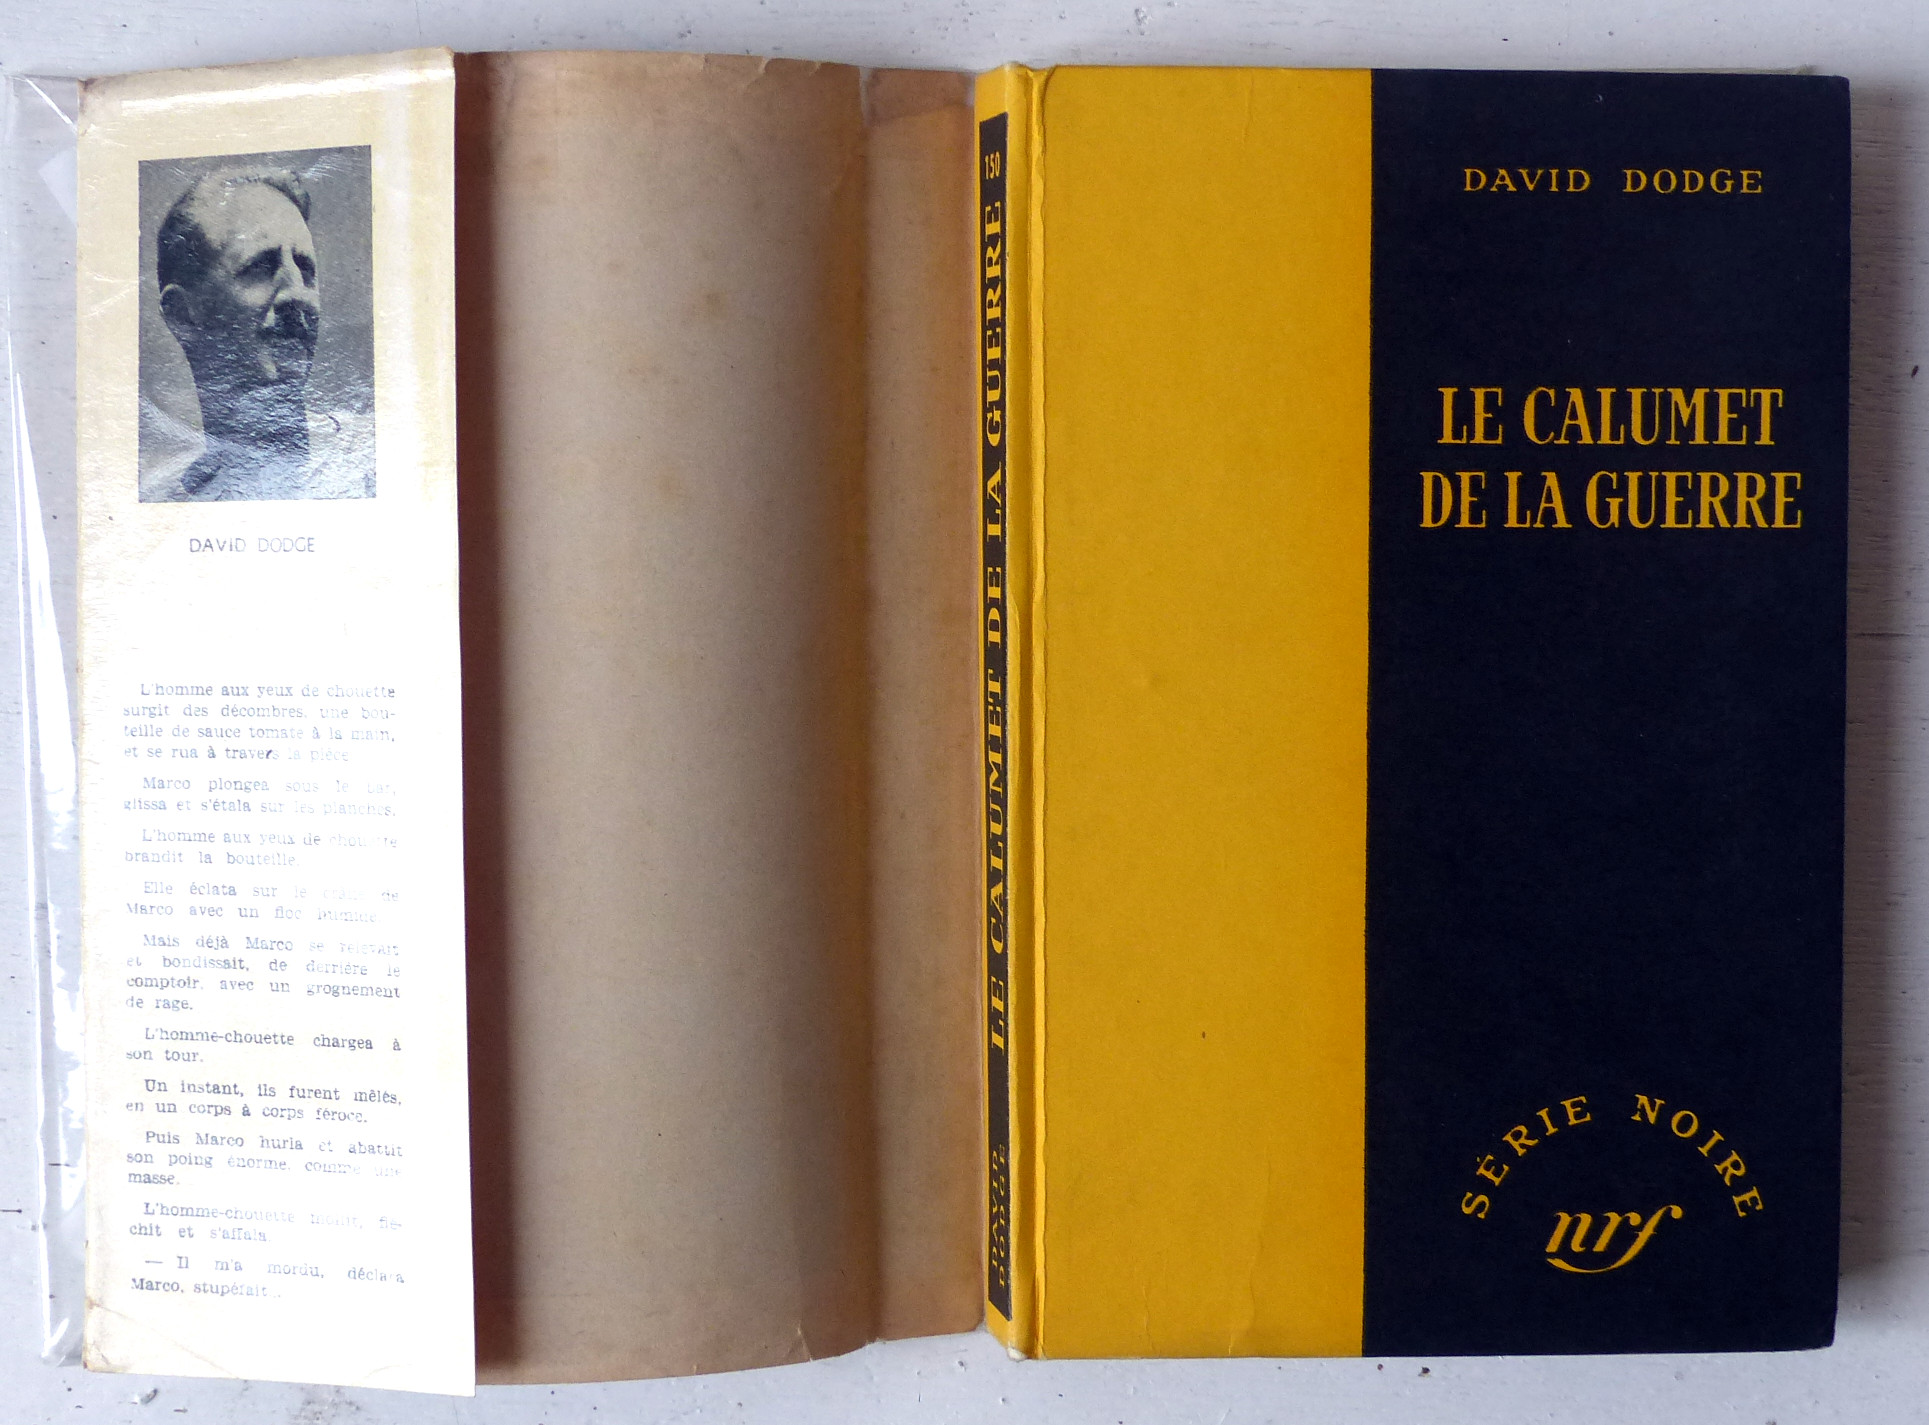 DAVID DODGE
L'homme aux yeux de chouette
surgit des décombres, une bou-
teille de sauce tomate à la main,
et se rua à travers la pièce
Marco plongea sous le bar,
glissa et s'étala sur les planches.
L'homme aux yeux de chouette
brandit la bouteille.
Elle éclata sur le crâne de
Marco avec un floc humide.
Mais déjà Marco se relevait
et bondissait, de derrière le
comptoir, avec un grognement
de rage.
L'homme-chouette chargea à
son tour.
Un instant, ils furent mêlés,
en un corps à corps féroce.
Puis Marco hurla et abattit
son poing énorme, comme une
masse.
L'homme-chouette mollit, flé-
chit et s'affala.
— Il m'a mordu, déclara
Marco, stupéfait...
150
LE CALUMET DE LA GUERRE
DAVID
DODGE
DAVID DODGE
LE CALUMET
DE LA GUERRE
SÉRIE NOIRE
nrf